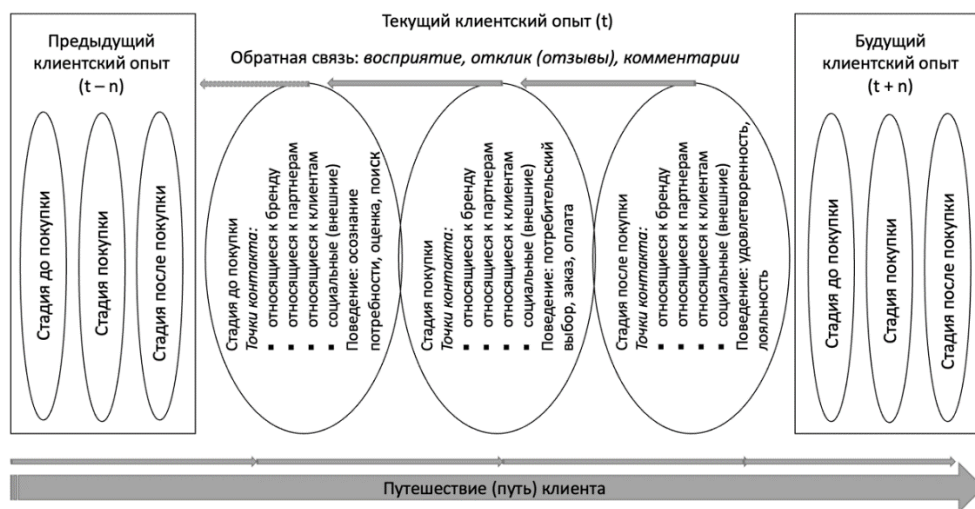 Предыдущий
клиентский опыт
(t – n)
Стадия до покупки
Стадия покупки
Стадия после покупки
Текущий клиентский опыт (t)
Обратная связь: восприятие, отклик (отзывы), комментарии
Стадия до покупки
Точки контакта:
▪ относящиеся к бренду
▪ относящиеся к партнерам
▪ относящиеся к клиентам
▪ социальные (внешние)
Поведение: осознание
потребности, оценка, поиск
Стадия покупки
Точки контакта:
▪ относящиеся к бренду
▪ относящиеся к партнерам
▪ относящиеся к клиентам
▪ социальные (внешние)
Поведение: потребительский
выбор, заказ, оплата
Стадия после покупки
Точки контакта:
▪ относящиеся к бренду
▪ относящиеся к партнерам
▪ относящиеся к клиентам
▪ социальные (внешние)
Поведение: удовлетворенность,
лояльность
Будущий
клиентский опыт
(t + n)
Стадия до покупки
Стадия покупки
Стадия после покупки
Путешествие (путь) клиента